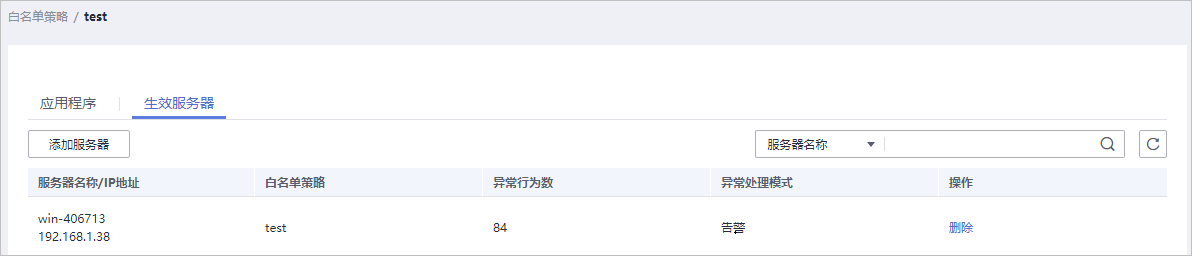 白名单策略 / test
应用程序 生效服务器
添加服务器 服务器名称
服务器名称/IP地址 白名单策略 异常行为数 异常处理模式 操作
win-406713
192.168.1.38 test 84 告警 删除